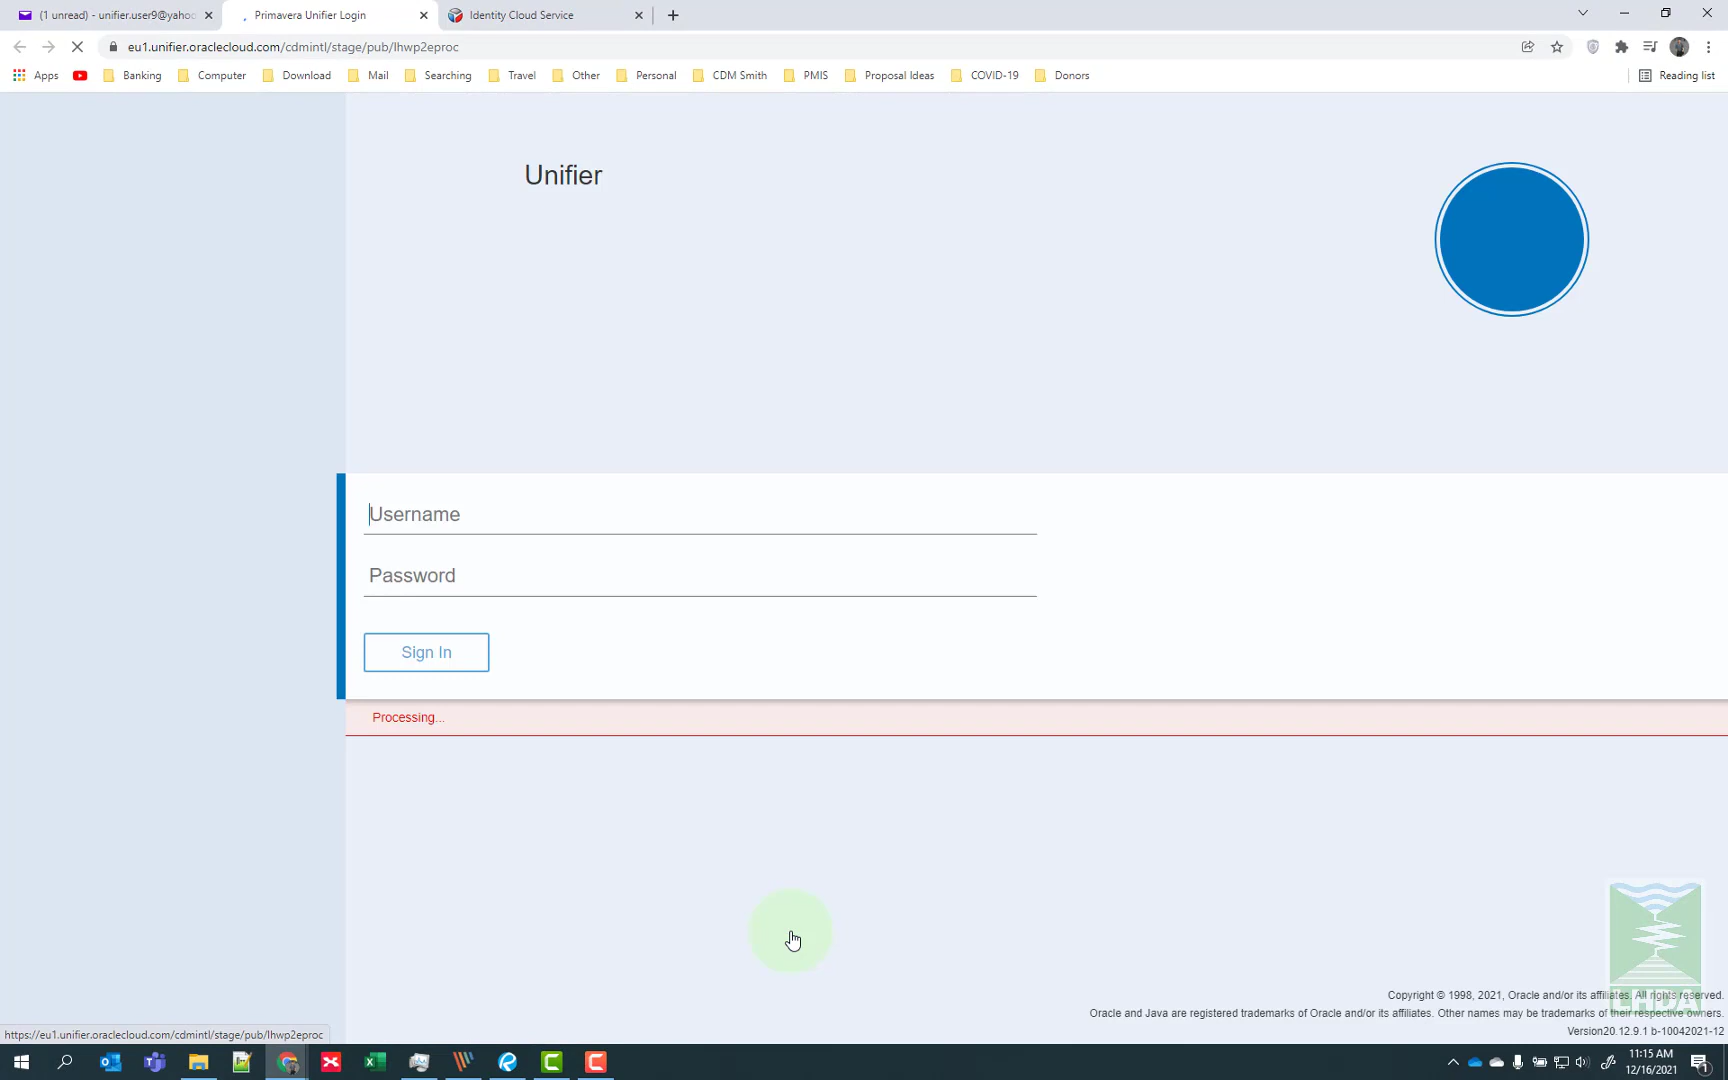 (1 unread) - unifier.user9@yahoo
Primavera Unifier Login
Identity Cloud Service
eu1.unifier.oraclecloud.com/cdmintl/stage/pub/lhwp2eproc
Apps
Banking
Computer
Download
Mail
Searching
Travel
Other
Personal
CDM Smith
PMIS
Proposal Ideas
COVID-19
Donors
Reading list
Unifier
Username
Password
Sign In
Processing...
LHDA
Copyright © 1998, 2021, Oracle and/or its affiliates. All rights reserved.
Oracle and Java are registered trademarks of Oracle and/or its affiliates. Other names may be trademarks of their respective owners.
Version20.12.9.1 b-10042021-12
https://eu1.unifier.oraclecloud.com/cdmintl/stage/pub/lhwp2eproc
11:15 AM
12/16/2021
1